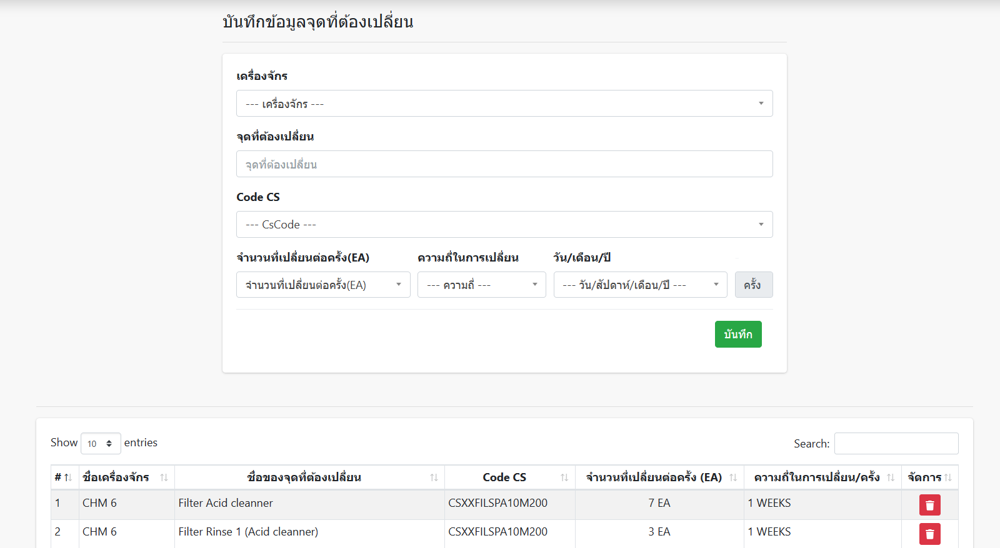 บันทึกข้อมูลจุดที่ต้องเปลี่ยน
เครื่องจักร
--- เครื่องจักร ---
จุดที่ต้องเปลี่ยน
จุดที่ต้องเปลี่ยน
Code CS
--- CsCode ---
จำนวนที่เปลี่ยนต่อครั้ง(EA) ความถี่ในการเปลี่ยน วัน/เดือน/ปี
จำนวนที่เปลี่ยนต่อครั้ง(EA) --- ความถี่ --- --- วัน/สัปดาห์/เดือน/ปี --- ครั้ง
บันทึก
Show 10 entries Search:
# ชื่อเครื่องจักร ชื่อของจุดที่ต้องเปลี่ยน Code CS จำนวนที่เปลี่ยนต่อครั้ง (EA) ความถี่ในการเปลี่ยน/ครั้ง จัดการ
1 CHM 6 Filter Acid cleanner CSXXFILSPA10M200 7 EA 1 WEEKS
2 CHM 6 Filter Rinse 1 (Acid cleanner) CSXXFILSPA10M200 3 EA 1 WEEKS